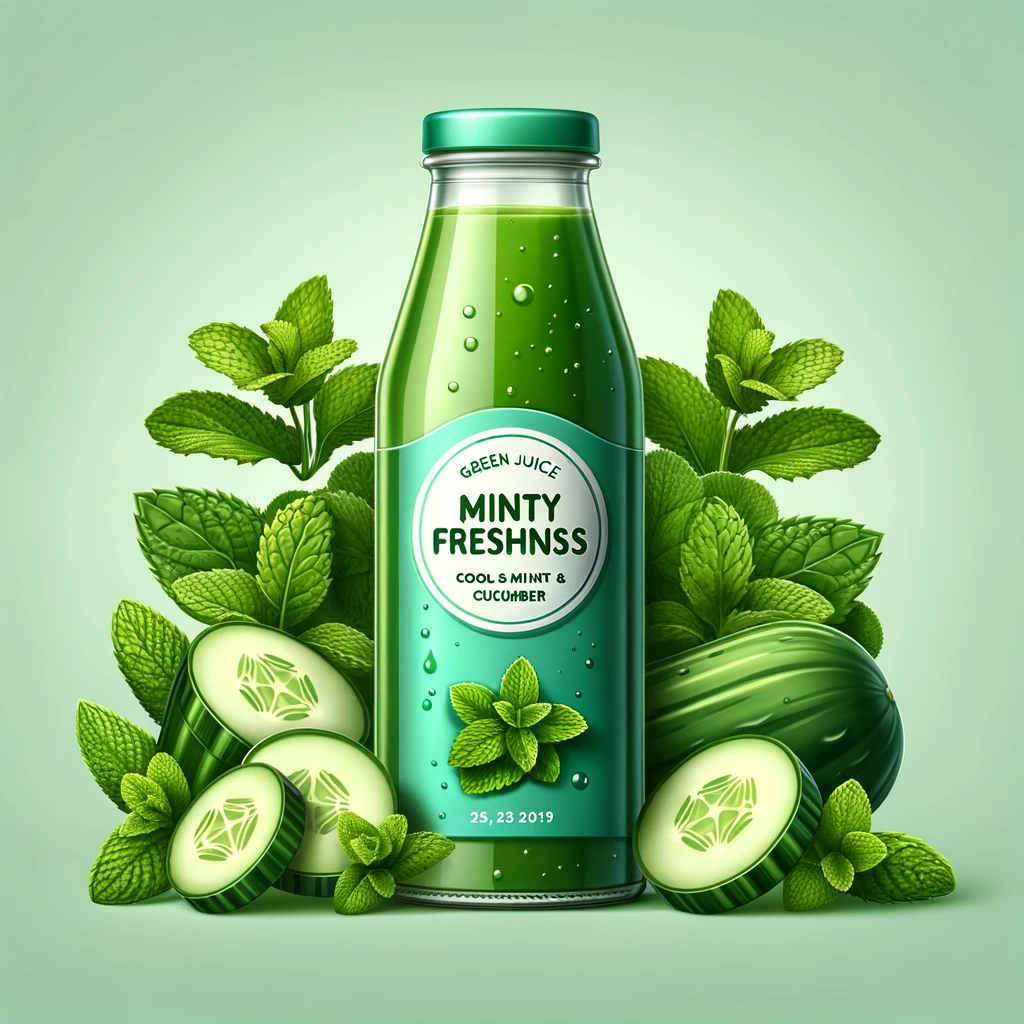 GREEN JUICE
MINTY
FRESHNSS
COOL S MINT &
CUCUMBER
25, 23 2019